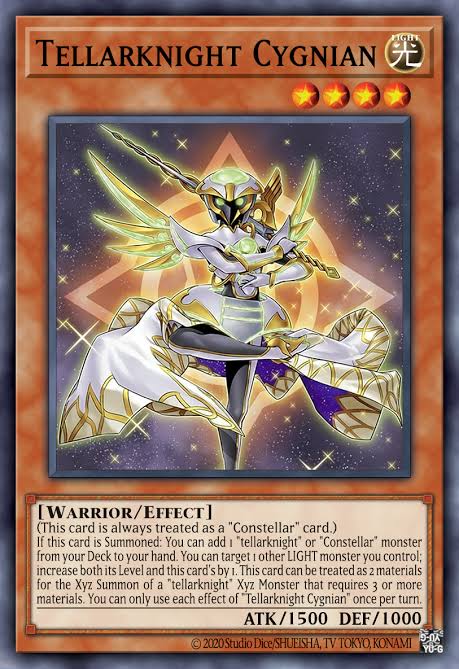 TELLARKNIGHT CYGNIAN
LIGHT
光
[WARRIOR/EFFECT]
(This card is always treated as a "Constellar" card.)
If this card is Summoned: You can add 1 "tellarknight" or "Constellar" monster
from your Deck to your hand. You can target 1 other LIGHT monster you control;
increase both its Level and this card's by 1. This card can be treated as 2 materials
for the Xyz Summon of a "tellarknight" Xyz Monster that requires 3 or more
materials. You can only use each effect of "Tellarknight Cygnian" once per turn.
ATK/1500 DEF/1000
© 2020 Studio Dice/SHUEISHA, TV TOKYO, KONAMI